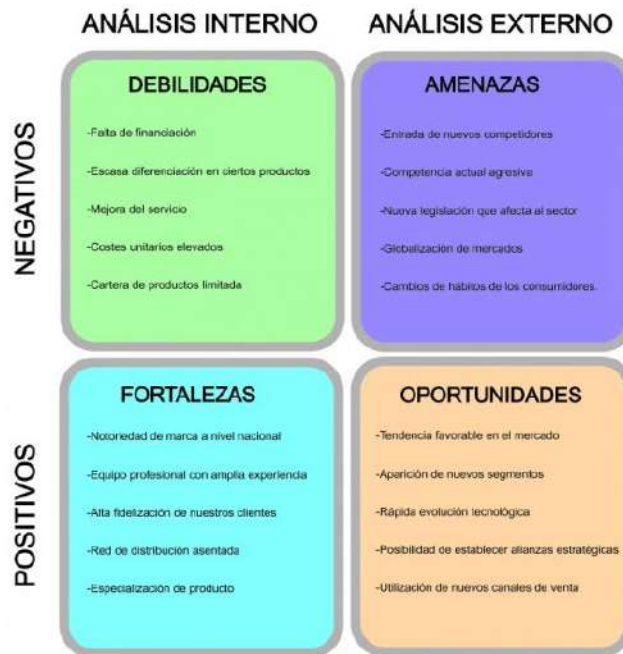 ANÁLISIS INTERNO
ANÁLISIS EXTERNO
NEGATIVOS
DEBILIDADES
-Falta de financiación
-Escasa diferenciación en ciertos productos
-Mejora del servicio
-Costes unitarios elevados
-Cartera de productos limitada
AMENAZAS
-Entrada de nuevos competidores
-Competencia actual agresiva
-Nueva legislación que afecta al sector
-Globalización de mercados
-Cambios de hábitos de los consumidores.
POSITIVOS
FORTALEZAS
-Notoriedad de marca a nivel nacional
-Equipo profesional con amplia experiencia
-Alta fidelización de nuestros clientes
-Red de distribución asentada
-Especialización de producto
OPORTUNIDADES
-Tendencia favorable en el mercado
-Aparición de nuevos segmentos
-Rápida evolución tecnológica
-Posibilidad de establecer alianzas estratégicas
-Utilización de nuevos canales de venta